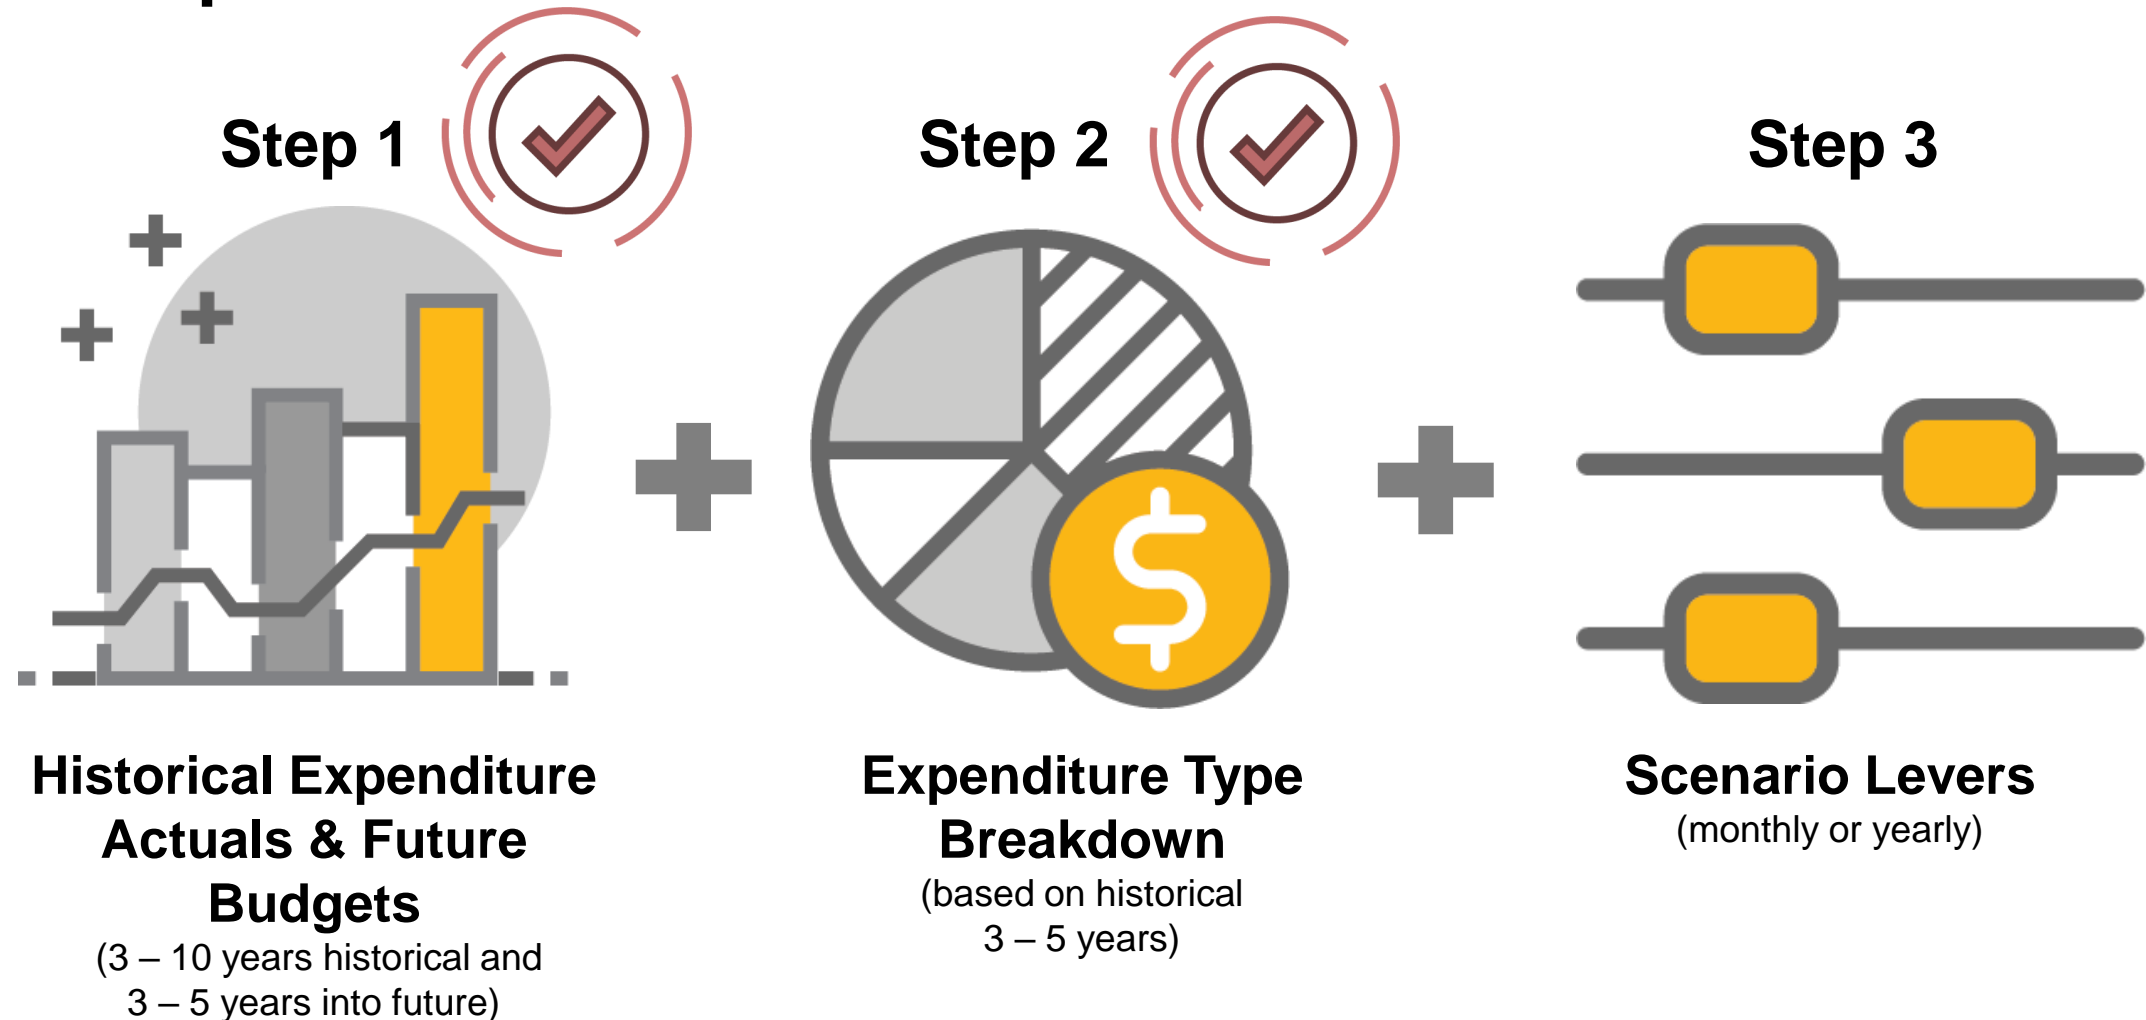 Step 1
Step 2
Step 3
$
Historical Expenditure
Actuals & Future
Budgets
(3 – 10 years historical and
3 – 5 years into future)
Expenditure Type
Breakdown
(based on historical
3 – 5 years)
Scenario Levers
(monthly or yearly)